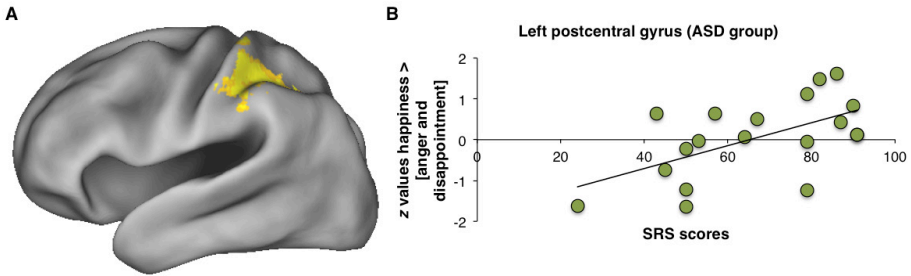 A
B
Left postcentral gyrus (ASD group)
z values happiness >
[anger and
disappointment]
2
1
0
-1
-2
0
20
40
60
80
100
SRS scores